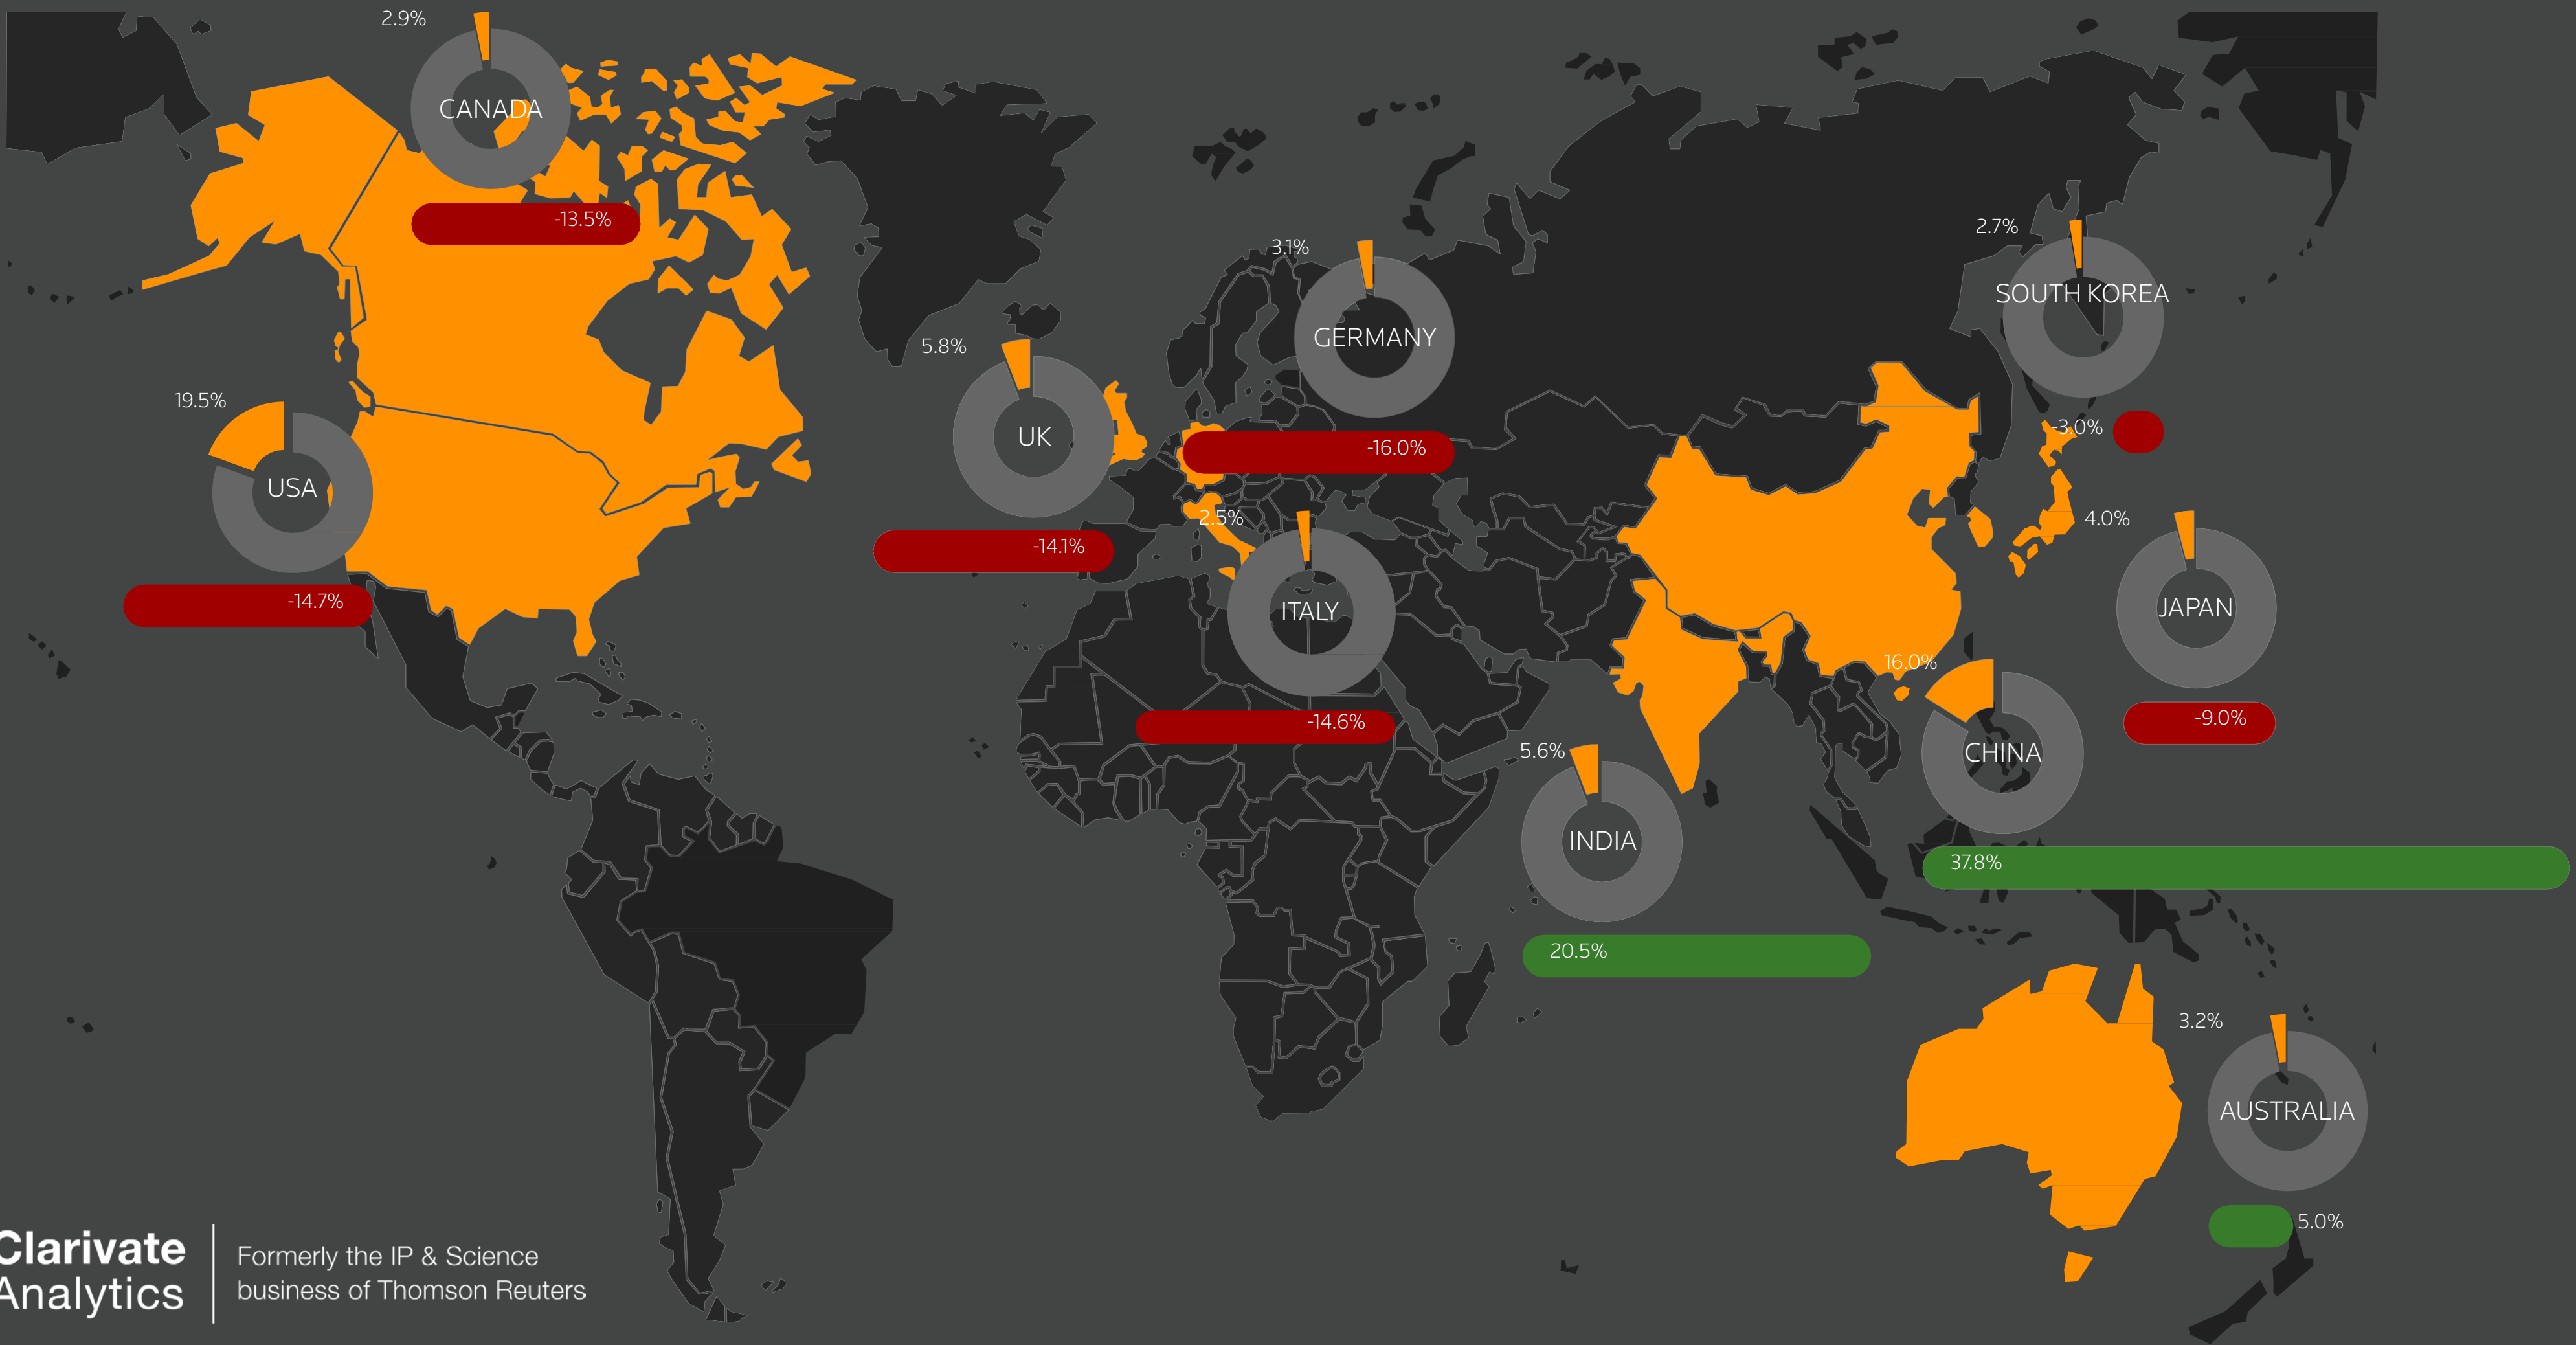 2.9%
CANADA
-13.5%
19.5%
USA
-14.7%
5.8%
UK
-14.1%
3.1%
GERMANY
-16.0%
2.5%
ITALY
-14.6%
2.7%
SOUTH KOREA
-3.0%
4.0%
JAPAN
-9.0%
16.0%
CHINA
37.8%
5.6%
INDIA
20.5%
3.2%
AUSTRALIA
5.0%
Clarivate
Analytics
Formerly the IP & Science
business of Thomson Reuters